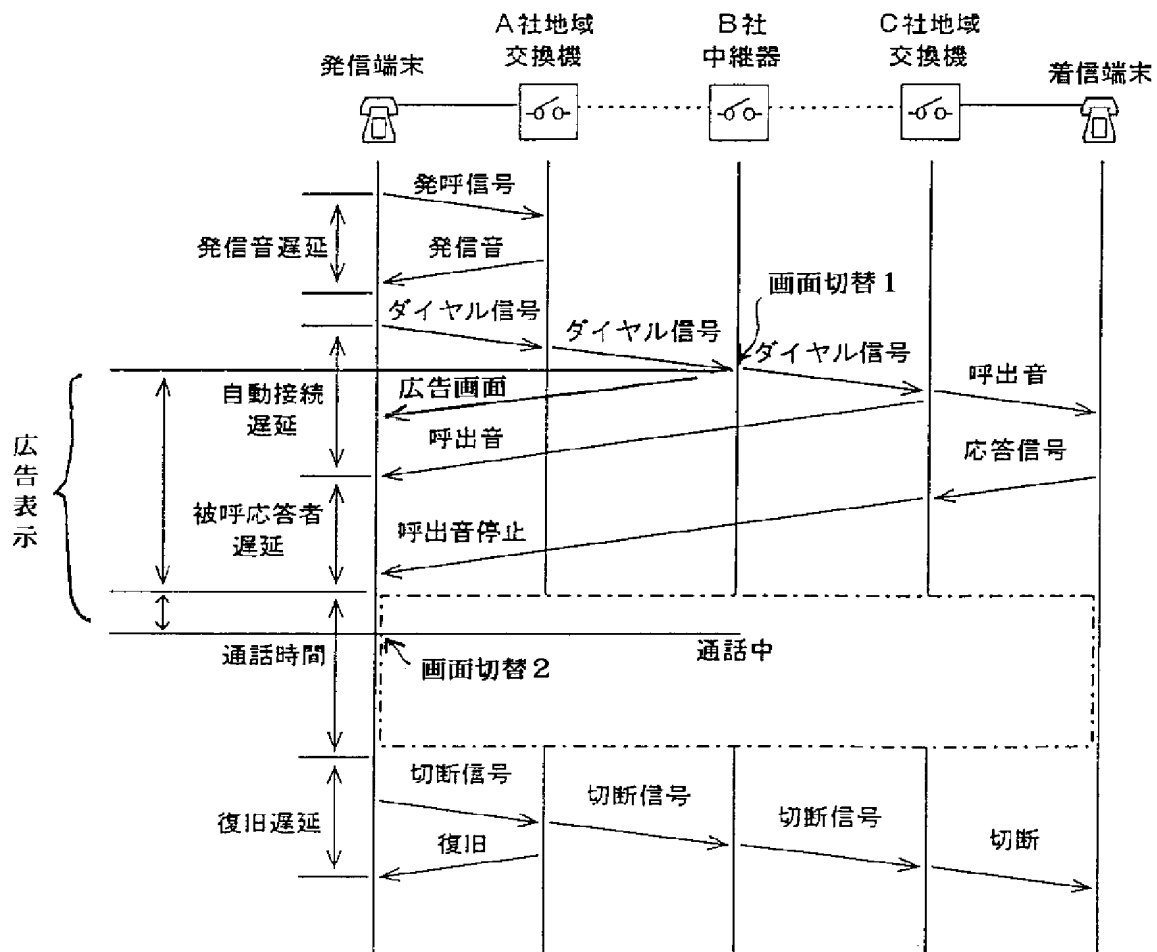 発信端末
A社地域
交換機
B社
中継器
C社地域
交換機
着信端末
発呼信号
発信音遅延
発信音
画面切替1
ダイヤル信号
ダイヤル信号
ダイヤル信号
呼出音
自動接続
遅延
広告画面
呼出音
応答信号
広告表示
被呼応答者
遅延
呼出音停止
通話時間
画面切替2
通話中
切断信号
切断信号
切断信号
切断
復旧遅延
復旧